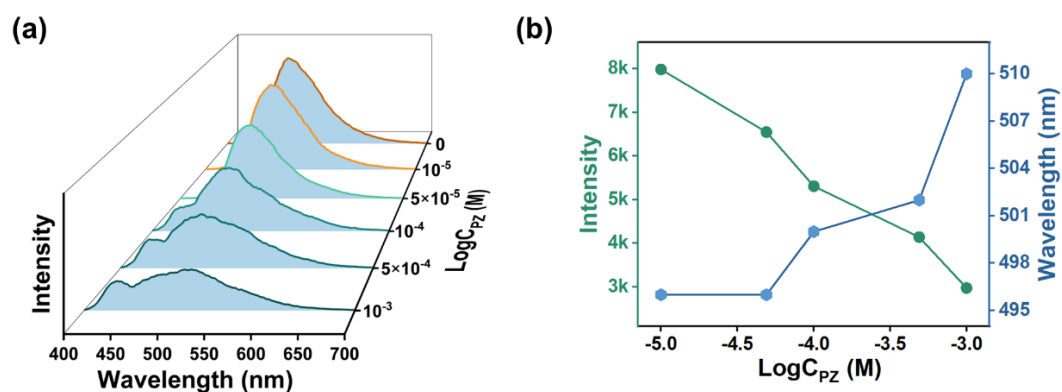 (a)
Intensity
400 450 500 550 600 650 700
Wavelength (nm)
0
10⁻⁵
5×10⁻⁵
10⁻⁴
5×10⁻⁴
10⁻³
LogC_PZ (M)
(b)
Intensity
8k
7k
6k
5k
4k
3k
-5.0 -4.5 -4.0 -3.5 -3.0
LogC_PZ (M)
510
507
504
501
498
495
Wavelength (nm)